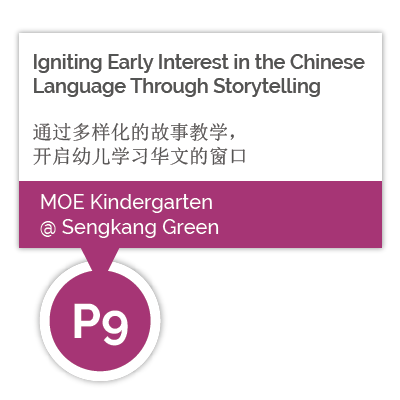 Igniting Early Interest in the Chinese
Language Through Storytelling
通过多样化的故事教学，
开启幼儿学习华文的窗口
MOE Kindergarten
@ Sengkang Green
P9